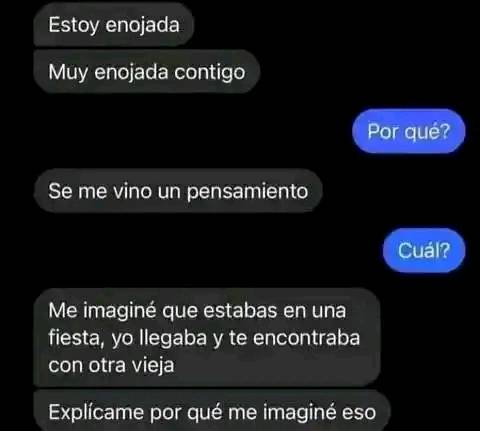 Estoy enojada
Muy enojada contigo
Por qué?
Se me vino un pensamiento
Cuál?
Me imaginé que estabas en una
fiesta, yo llegaba y te encontraba
con otra vieja
Explícame por qué me imaginé eso